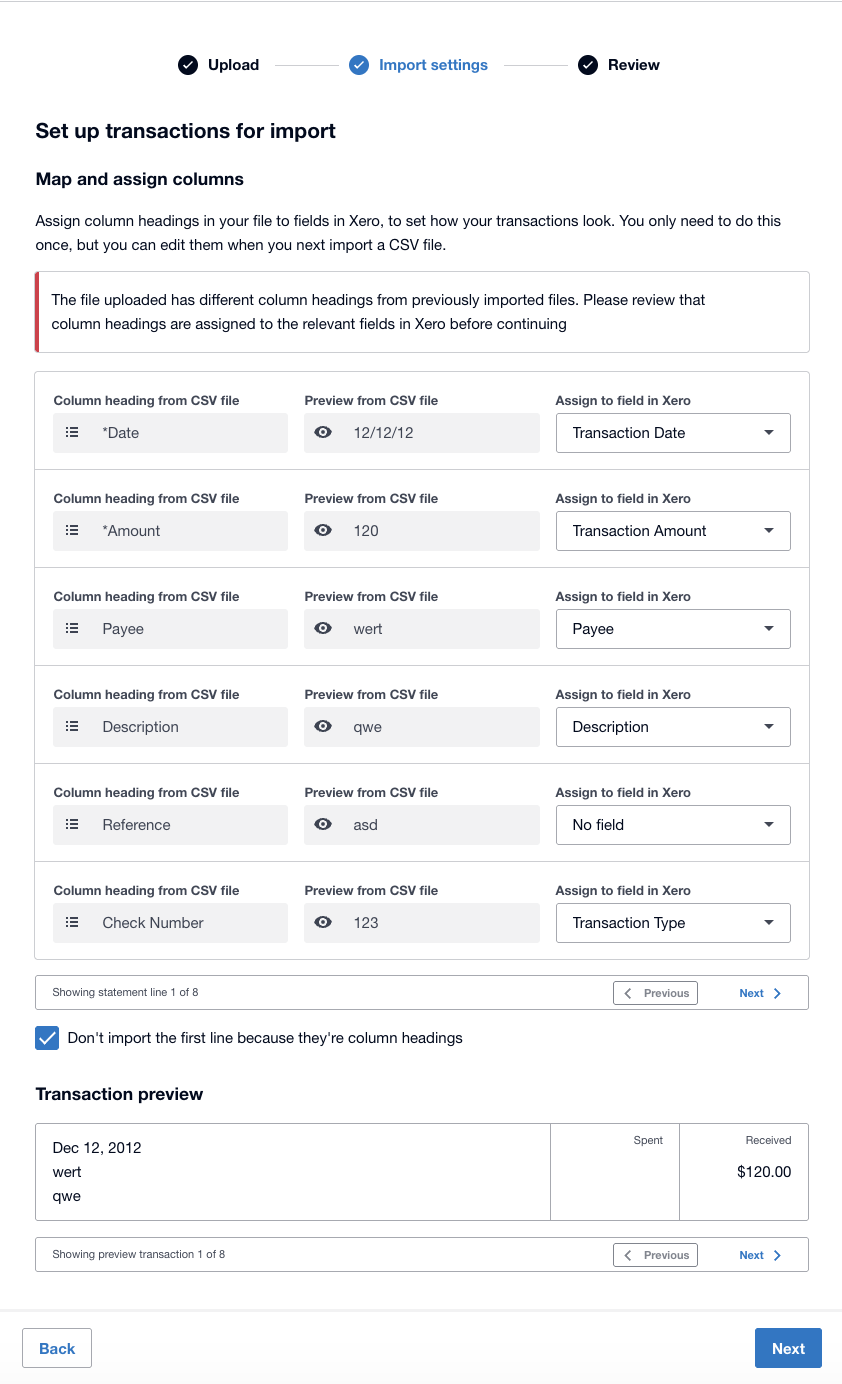 Upload Import settings Review
Set up transactions for import
Map and assign columns
Assign column headings in your file to fields in Xero, to set how your transactions look. You only need to do this
once, but you can edit them when you next import a CSV file.
The file uploaded has different column headings from previously imported files. Please review that
column headings are assigned to the relevant fields in Xero before continuing
Column heading from CSV file Preview from CSV file Assign to field in Xero
*Date 12/12/12 Transaction Date
Column heading from CSV file Preview from CSV file Assign to field in Xero
*Amount 120 Transaction Amount
Column heading from CSV file Preview from CSV file Assign to field in Xero
Payee wert Payee
Column heading from CSV file Preview from CSV file Assign to field in Xero
Description qwe Description
Column heading from CSV file Preview from CSV file Assign to field in Xero
Reference asd No field
Column heading from CSV file Preview from CSV file Assign to field in Xero
Check Number 123 Transaction Type
Showing statement line 1 of 8 Previous Next
Don't import the first line because they're column headings
Transaction preview
Dec 12, 2012 Spent Received
wert $120.00
qwe
Showing preview transaction 1 of 8 Previous Next
Back Next